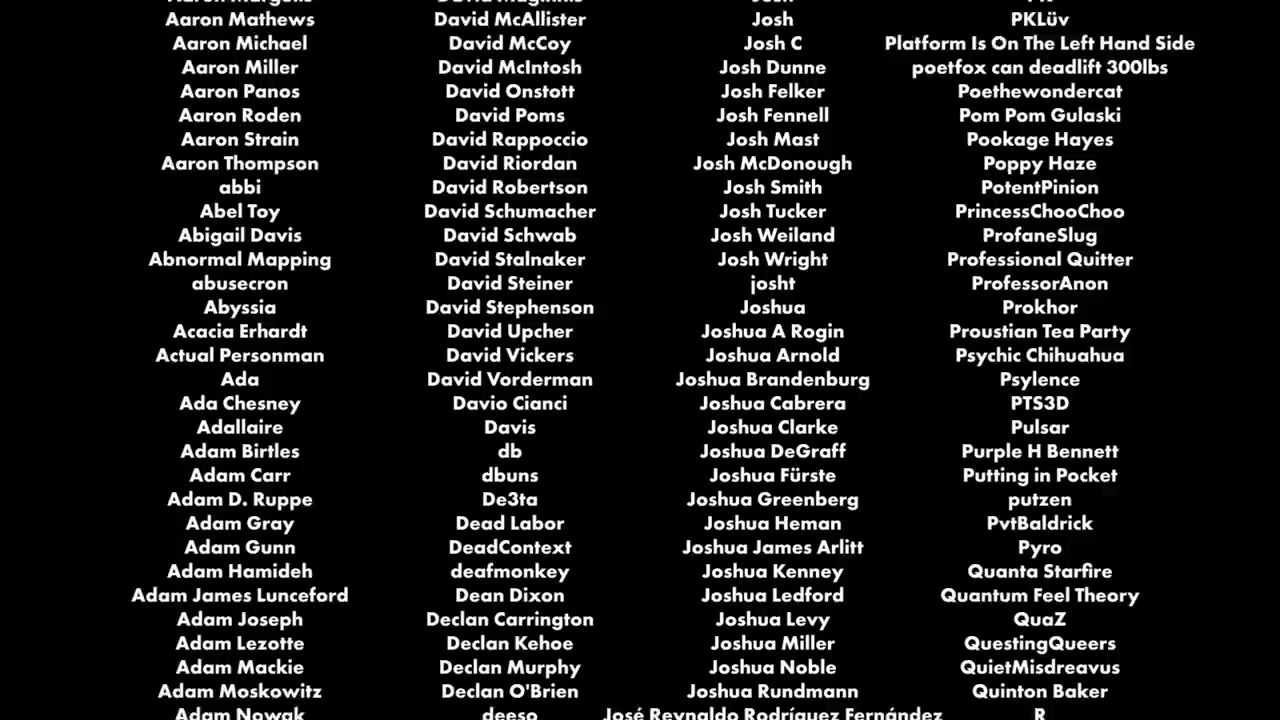 Aaron Mathews
Aaron Michael
Aaron Miller
Aaron Panos
Aaron Roden
Aaron Strain
Aaron Thompson
abbi
Abel Toy
Abigail Davis
Abnormal Mapping
abusecron
Abyssia
Acacia Erhardt
Actual Personman
Ada
Ada Chesney
Adallaire
Adam Birtles
Adam Carr
Adam D. Ruppe
Adam Gray
Adam Gunn
Adam Hamideh
Adam James Lunceford
Adam Joseph
Adam Lezotte
Adam Mackie
Adam Moskowitz
Adam Nowak
David McAllister
David McCoy
David McIntosh
David Onstott
David Poms
David Rappoccio
David Riordan
David Robertson
David Schumacher
David Schwab
David Stalnaker
David Steiner
David Stephenson
David Upcher
David Vickers
David Vorderman
Davio Cianci
Davis
db
dbuns
De3ta
Dead Labor
DeadContext
deafmonkey
Dean Dixon
Declan Carrington
Declan Kehoe
Declan Murphy
Declan O'Brien
deeso
Josh
Josh C
Josh Dunne
Josh Felker
Josh Fennell
Josh Mast
Josh McDonough
Josh Smith
Josh Tucker
Josh Weiland
Josh Wright
josht
Joshua
Joshua A Rogin
Joshua Arnold
Joshua Brandenburg
Joshua Cabrera
Joshua Clarke
Joshua DeGraff
Joshua Fürste
Joshua Greenberg
Joshua Heman
Joshua James Arlitt
Joshua Kenney
Joshua Ledford
Joshua Levy
Joshua Miller
Joshua Noble
Joshua Rundmann
José Reynaldo Rodríguez Fernández
PKLüv
Platform Is On The Left Hand Side
poetfox can deadlift 300lbs
Poethewondercat
Pom Pom Gulaski
Pookage Hayes
Poppy Haze
PotentPinion
PrincessChooChoo
ProfaneSlug
Professional Quitter
ProfessorAnon
Prokhor
Proustian Tea Party
Psychic Chihuahua
Psylence
PTS3D
Pulsar
Purple H Bennett
Putting in Pocket
putzen
PvtBaldrick
Pyro
Quanta Starfire
Quantum Feel Theory
QuaZ
QuestingQueers
QuietMisdreavus
Quinton Baker
R